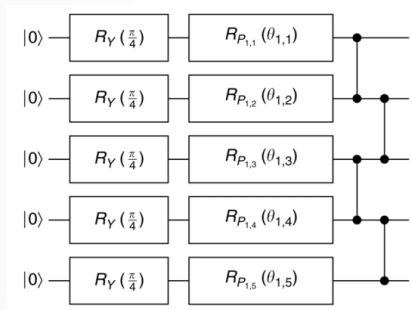 |0⟩ R_Y(π/4) R_{P_{1,1}}(θ_{1,1})
|0⟩ R_Y(π/4) R_{P_{1,2}}(θ_{1,2})
|0⟩ R_Y(π/4) R_{P_{1,3}}(θ_{1,3})
|0⟩ R_Y(π/4) R_{P_{1,4}}(θ_{1,4})
|0⟩ R_Y(π/4) R_{P_{1,5}}(θ_{1,5})